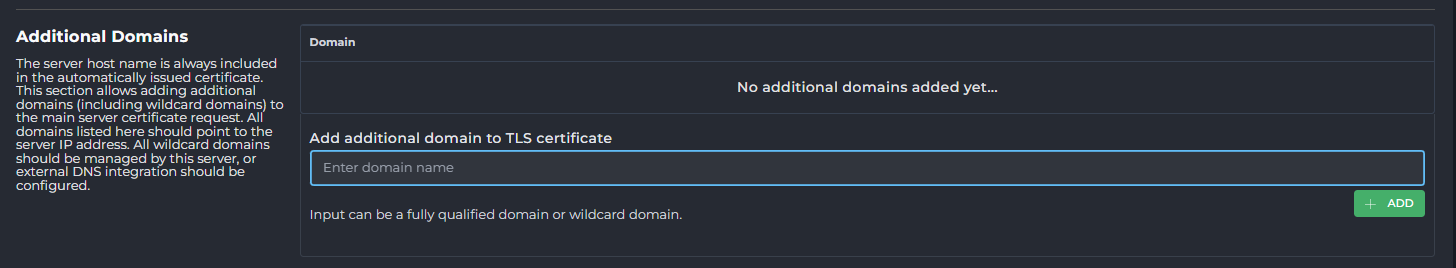 Additional Domains
The server host name is always included
in the automatically issued certificate.
This section allows adding additional
domains (including wildcard domains) to
the main server certificate request. All
domains listed here should point to the
server IP address. All wildcard domains
should be managed by this server, or
external DNS integration should be
configured.
Domain
No additional domains added yet...
Add additional domain to TLS certificate
Enter domain name
Input can be a fully qualified domain or wildcard domain.
ADD